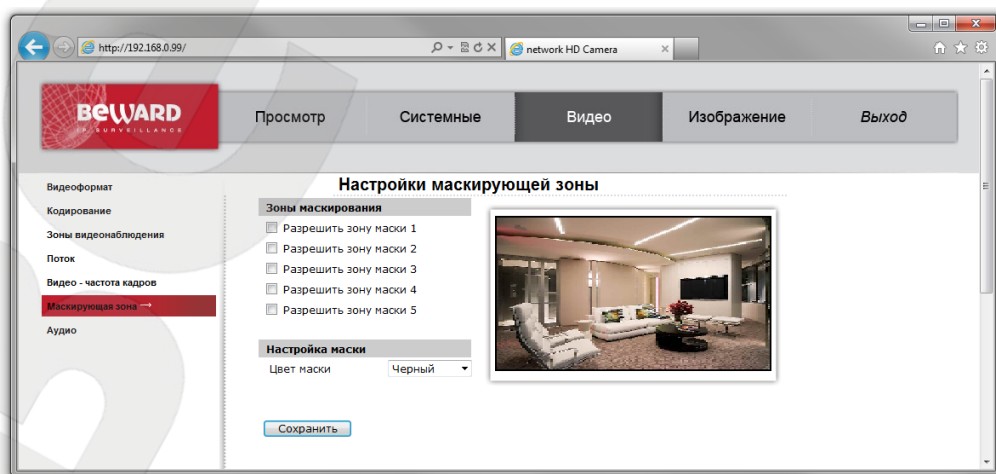 http://192.168.0.99/
network HD Camera
BEWARD
IP SURVEILLANCE
Просмотр
Системные
Видео
Изображение
Выход
Видеоформат
Кодирование
Зоны видеонаблюдения
Поток
Видео - частота кадров
Маскирующая зона →
Аудио
Настройки маскирующей зоны
Зоны маскирования
Разрешить зону маски 1
Разрешить зону маски 2
Разрешить зону маски 3
Разрешить зону маски 4
Разрешить зону маски 5
Настройка маски
Цвет маски Черный
Сохранить